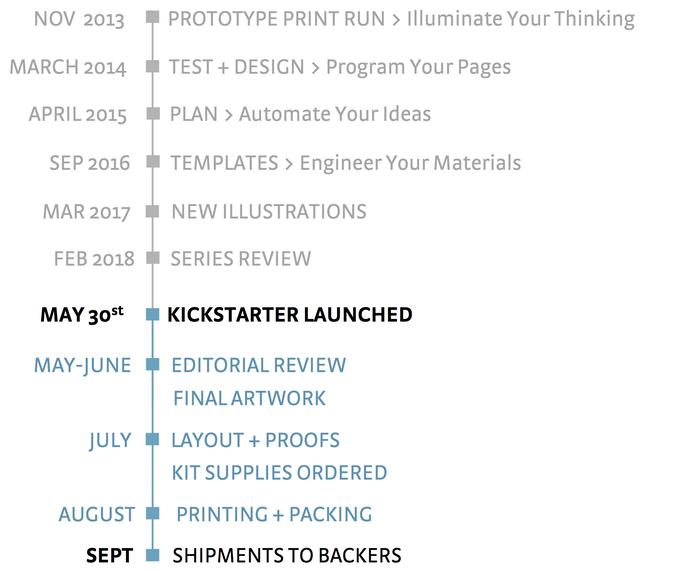 NOV 2013 PROTOTYPE PRINT RUN > Illuminate Your Thinking
MARCH 2014 TEST + DESIGN > Program Your Pages
APRIL 2015 PLAN > Automate Your Ideas
SEP 2016 TEMPLATES > Engineer Your Materials
MAR 2017 NEW ILLUSTRATIONS
FEB 2018 SERIES REVIEW
MAY 30st KICKSTARTER LAUNCHED
MAY-JUNE EDITORIAL REVIEW
FINAL ARTWORK
JULY LAYOUT + PROOFS
KIT SUPPLIES ORDERED
AUGUST PRINTING + PACKING
SEPT SHIPMENTS TO BACKERS